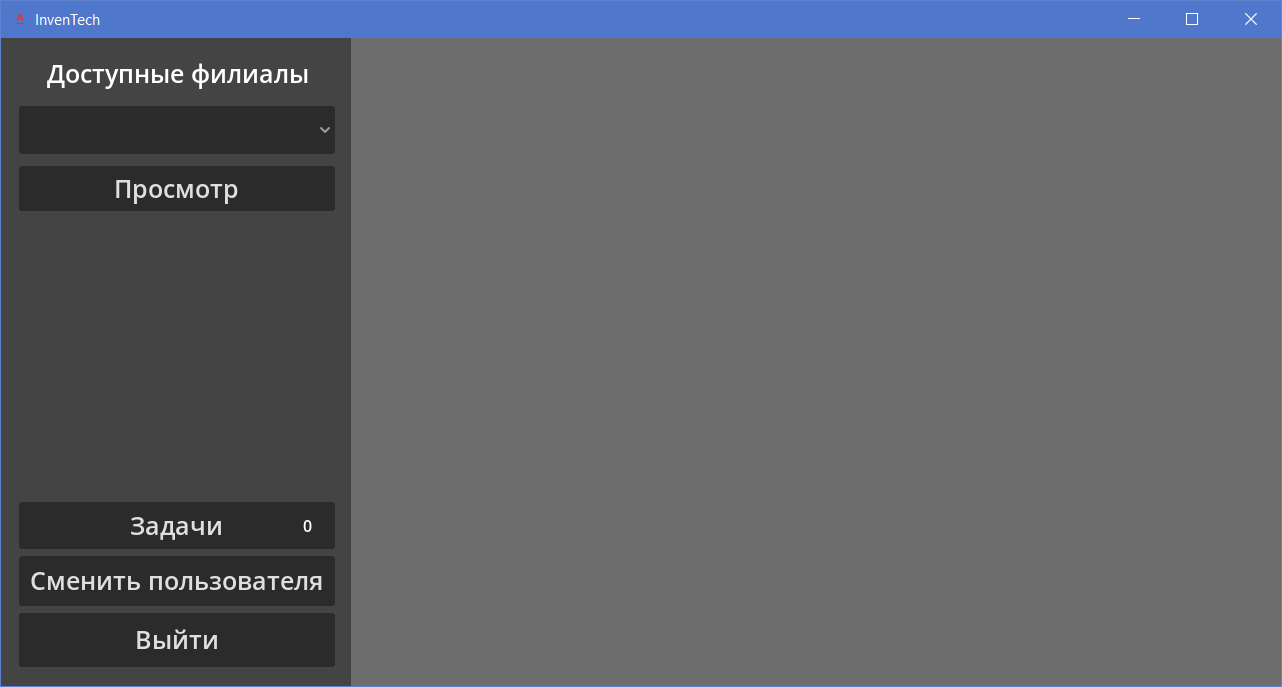 InvenTech
Доступные филиалы
Просмотр
Задачи 0
Сменить пользователя
Выйти